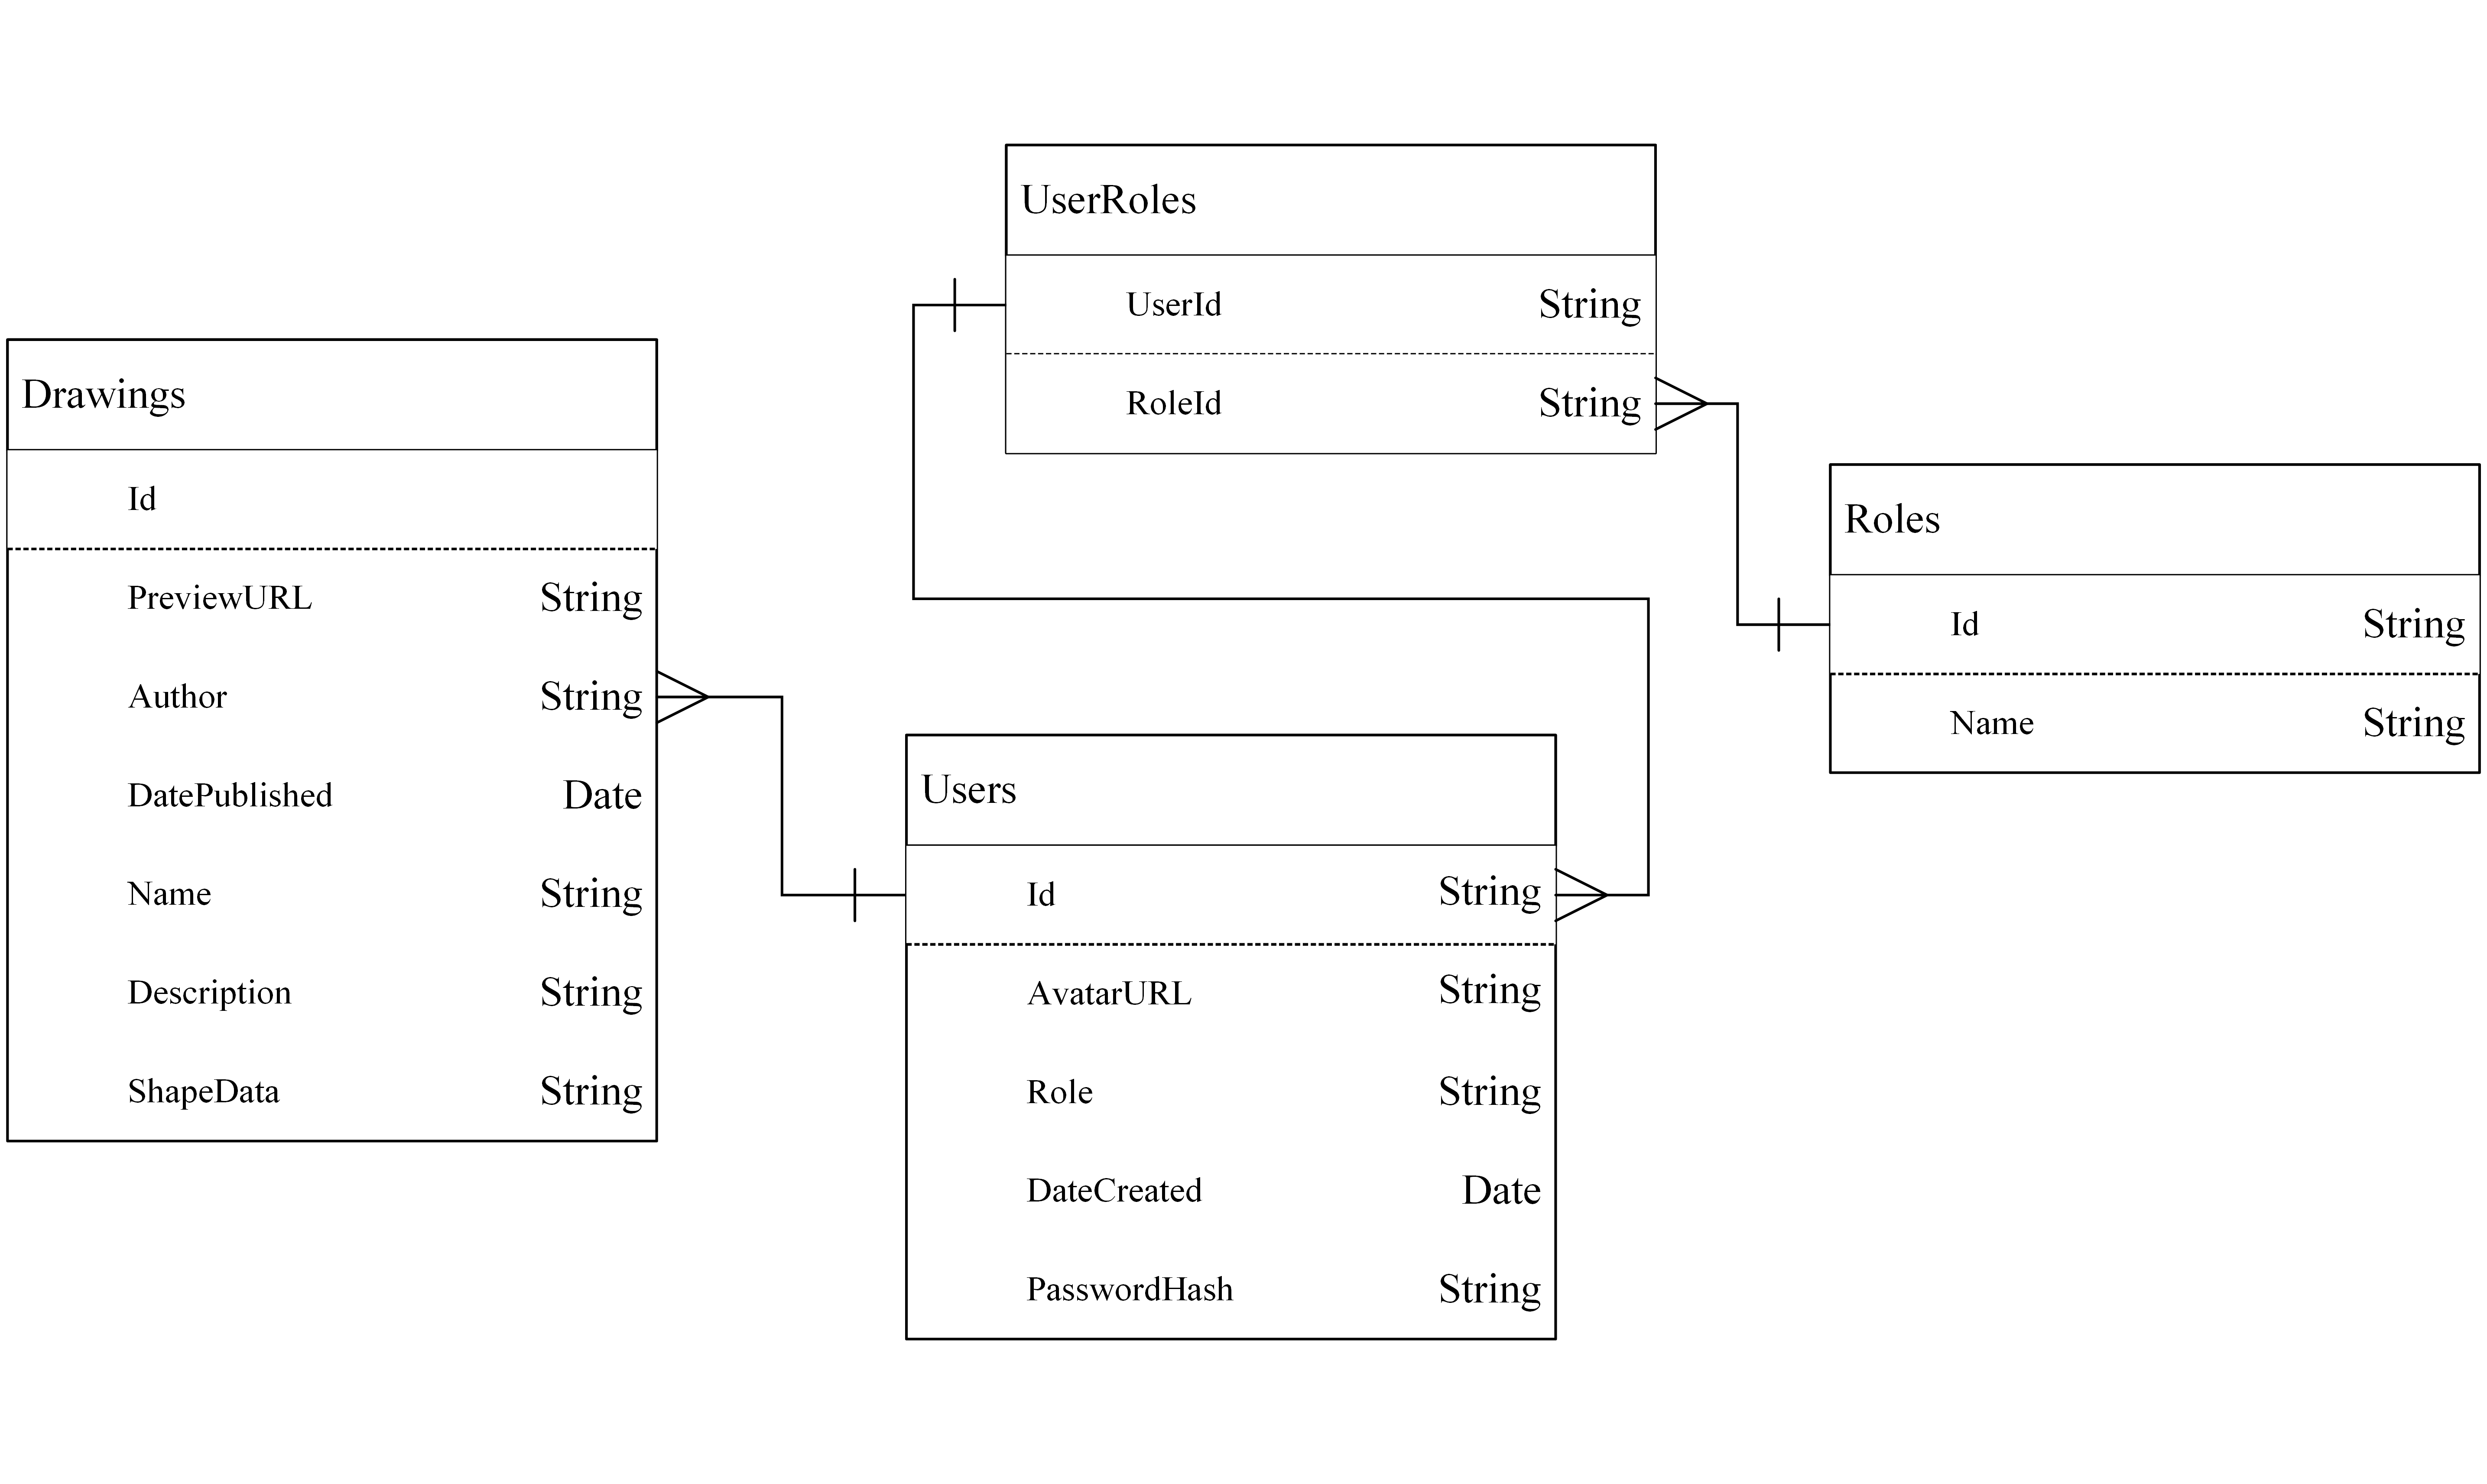 UserRoles
UserId String
RoleId String
Drawings
Id
PreviewURL String
Author String
DatePublished Date
Name String
Description String
ShapeData String
Roles
Id String
Name String
Users
Id String
AvatarURL String
Role String
DateCreated Date
PasswordHash String